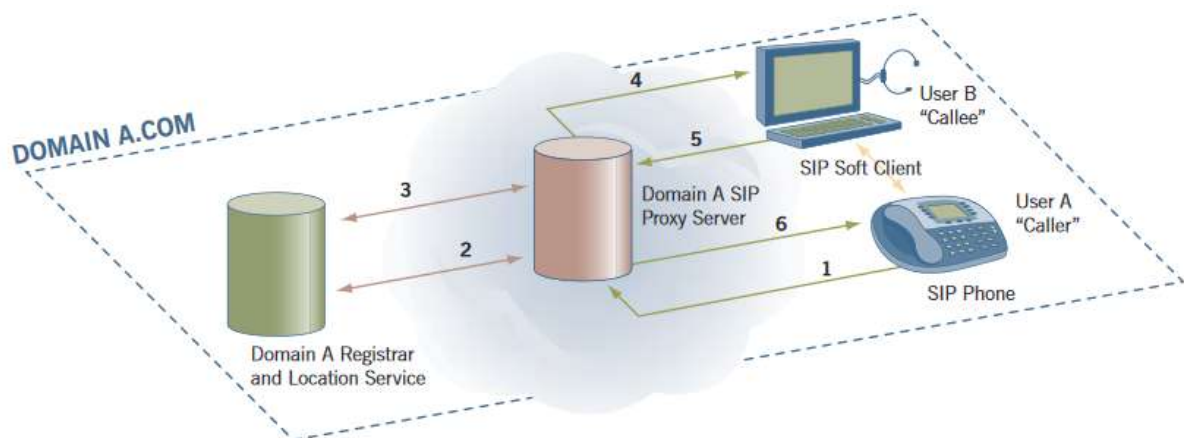 DOMAIN A.COM
4
User B
"Callee"
5
SIP Soft Client
3
Domain A SIP
Proxy Server
User A
"Caller"
6
2
1
SIP Phone
Domain A Registrar
and Location Service